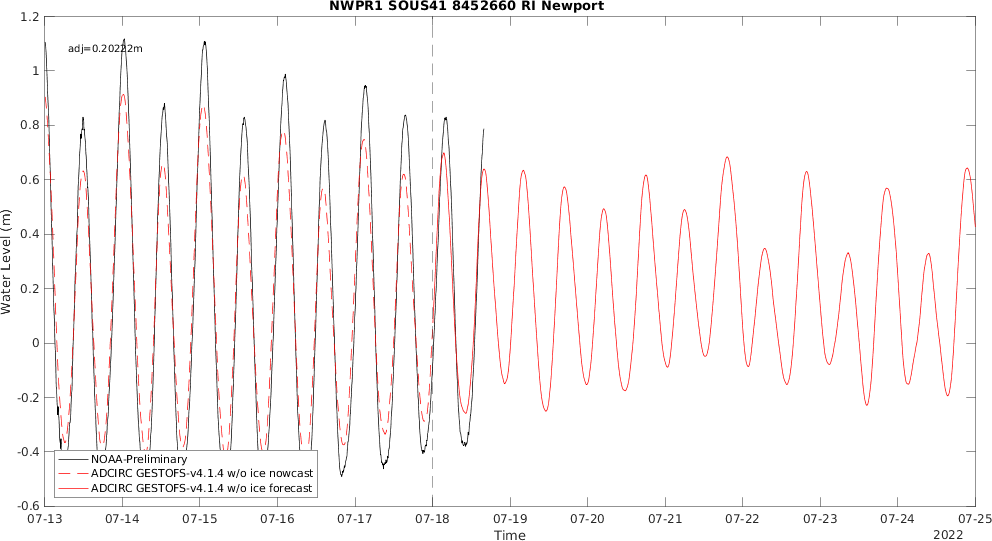 NWPR1 SOUS41 8452660 RI Newport
adj=0.20222m
Water Level (m)
1.2
1
0.8
0.6
0.4
0.2
0
-0.2
-0.4
-0.6
NOAA-Preliminary
ADCIRC GESTOFS-v4.1.4 w/o ice nowcast
ADCIRC GESTOFS-v4.1.4 w/o ice forecast
07-13 07-14 07-15 07-16 07-17 07-18 07-19 07-20 07-21 07-22 07-23 07-24 07-25
Time
2022